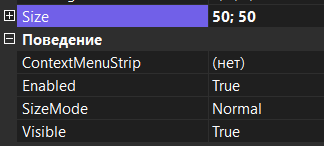 Size 50; 50
Поведение
ContextMenuStrip (нет)
Enabled True
SizeMode Normal
Visible True